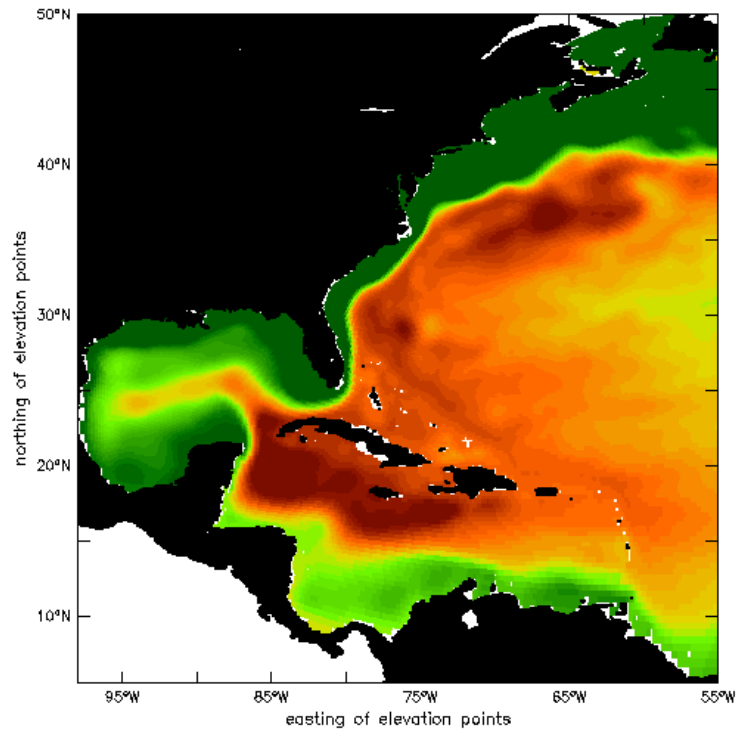 50°N
40°N
30°N
20°N
10°N
northing of elevation points
95°W
85°W
75°W
65°W
55°W
easting of elevation points